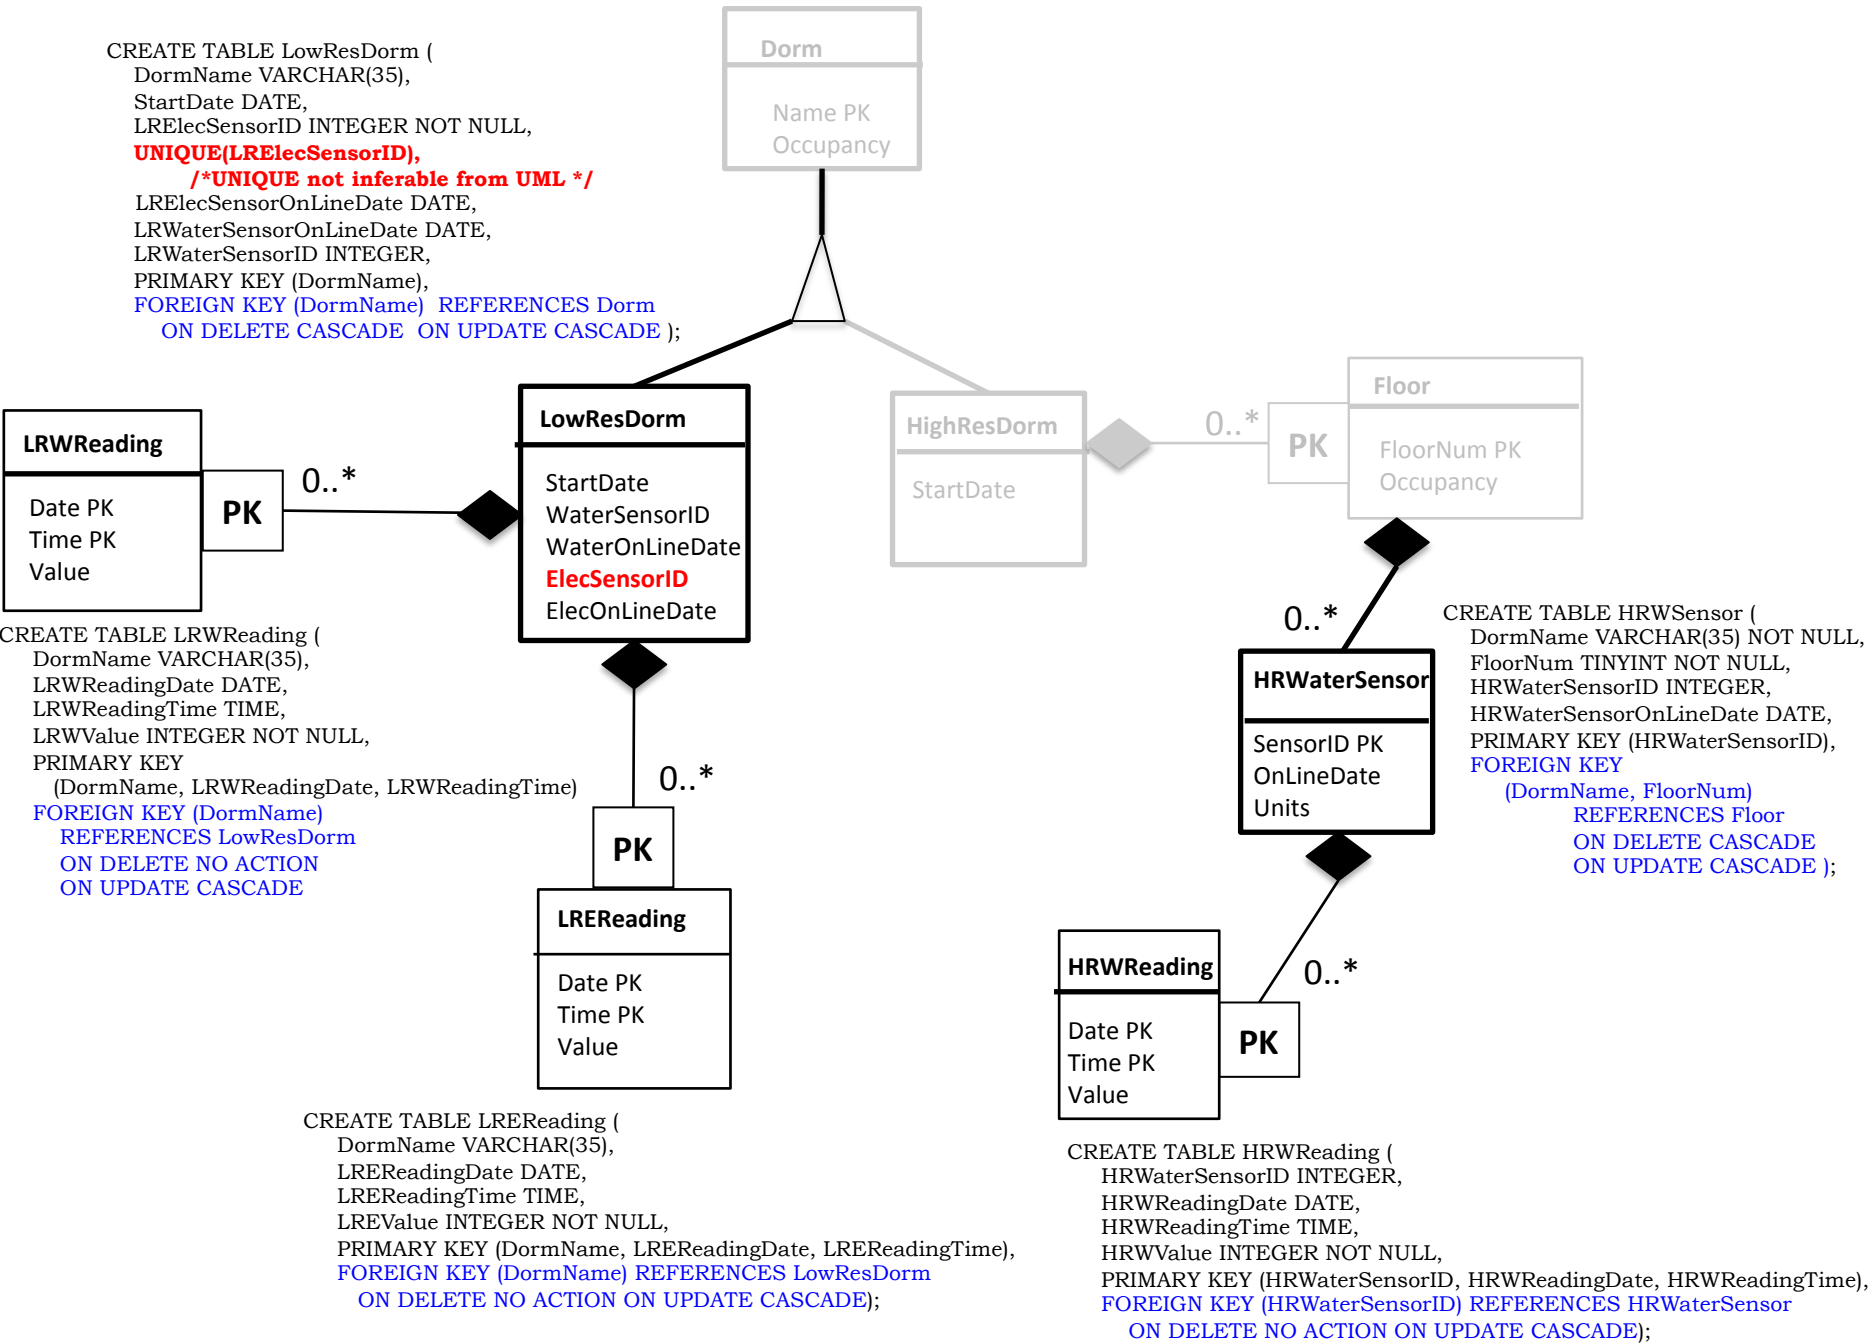 CREATE TABLE LowResDorm (
DormName VARCHAR(35),
StartDate DATE,
LRElecSensorID INTEGER NOT NULL,
UNIQUE(LRElecSensorID),
/*UNIQUE not inferable from UML */
LRElecSensorOnLineDate DATE,
LRWaterSensorOnLineDate DATE,
LRWaterSensorID INTEGER,
PRIMARY KEY (DormName),
FOREIGN KEY (DormName) REFERENCES Dorm
ON DELETE CASCADE ON UPDATE CASCADE );
Dorm
Name PK
Occupancy
LRWReading
Date PK
Time PK
Value
PK
0..*
LowResDorm
StartDate
WaterSensorID
WaterOnLineDate
ElecSensorID
ElecOnLineDate
HighResDorm
StartDate
0..*
PK
Floor
FloorNum PK
Occupancy
CREATE TABLE LRWReading (
DormName VARCHAR(35),
LRWReadingDate DATE,
LRWReadingTime TIME,
LRWValue INTEGER NOT NULL,
PRIMARY KEY
(DormName, LRWReadingDate, LRWReadingTime)
FOREIGN KEY (DormName)
REFERENCES LowResDorm
ON DELETE NO ACTION
ON UPDATE CASCADE
0..*
PK
LREReading
Date PK
Time PK
Value
0..*
HRWaterSensor
SensorID PK
OnLineDate
Units
CREATE TABLE HRWSensor (
DormName VARCHAR(35) NOT NULL,
FloorNum TINYINT NOT NULL,
HRWaterSensorID INTEGER,
HRWaterSensorOnLineDate DATE,
PRIMARY KEY (HRWaterSensorID),
FOREIGN KEY
(DormName, FloorNum)
REFERENCES Floor
ON DELETE CASCADE
ON UPDATE CASCADE );
HRWReading
Date PK
Time PK
Value
PK
0..*
CREATE TABLE LREReading (
DormName VARCHAR(35),
LREReadingDate DATE,
LREReadingTime TIME,
LREValue INTEGER NOT NULL,
PRIMARY KEY (DormName, LREReadingDate, LREReadingTime),
FOREIGN KEY (DormName) REFERENCES LowResDorm
ON DELETE NO ACTION ON UPDATE CASCADE);
CREATE TABLE HRWReading (
HRWaterSensorID INTEGER,
HRWReadingDate DATE,
HRWReadingTime TIME,
HRWValue INTEGER NOT NULL,
PRIMARY KEY (HRWaterSensorID, HRWReadingDate, HRWReadingTime),
FOREIGN KEY (HRWaterSensorID) REFERENCES HRWaterSensor
ON DELETE NO ACTION ON UPDATE CASCADE);